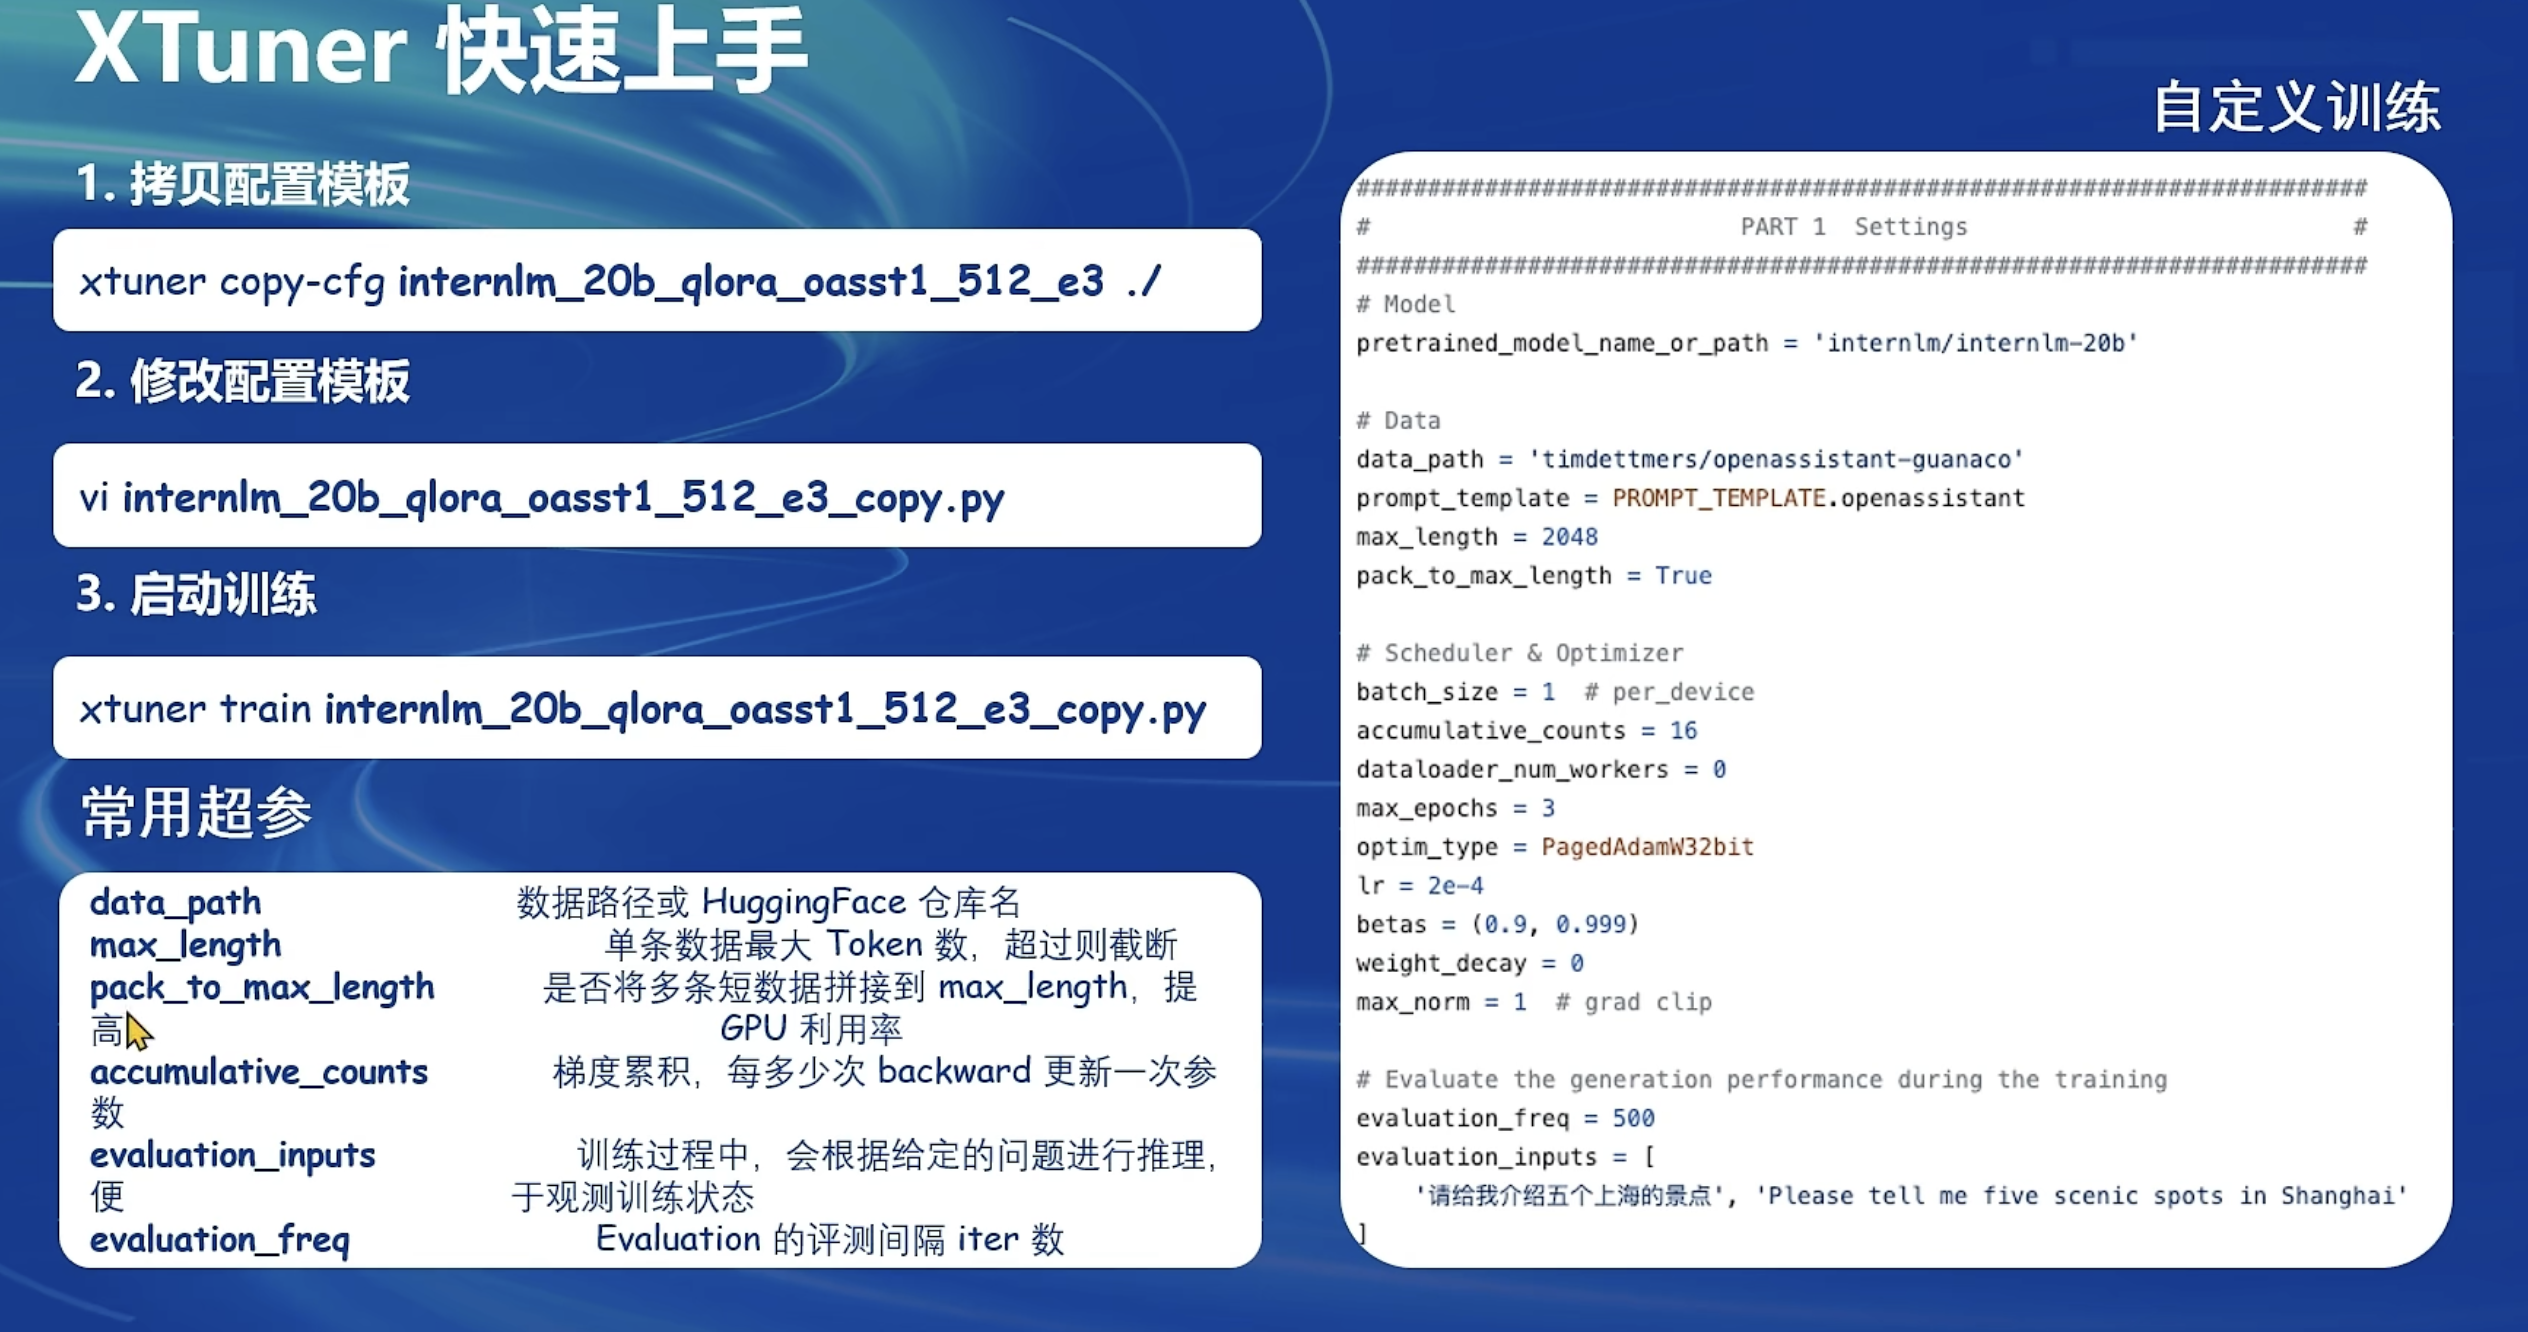 XTuner 快速上手
自定义训练
1. 拷贝配置模板
xtuner copy-cfg internlm_20b_qlora_oasst1_512_e3 ./
2. 修改配置模板
vi internlm_20b_qlora_oasst1_512_e3_copy.py
3. 启动训练
xtuner train internlm_20b_qlora_oasst1_512_e3_copy.py
常用超参
data_path 数据路径或 HuggingFace 仓库名
max_length 单条数据最大 Token 数，超过则截断
pack_to_max_length 是否将多条短数据拼接到 max_length，提
高 GPU 利用率
accumulative_counts 梯度累积，每多少次 backward 更新一次参
数
evaluation_inputs 训练过程中，会根据给定的问题进行推理，
便 于观测训练状态
evaluation_freq Evaluation 的评测间隔 iter 数
#######################################################################
# PART 1  Settings #
#######################################################################
# Model
pretrained_model_name_or_path = 'internlm/internlm-20b'
# Data
data_path = 'timdettmers/openassistant-guanaco'
prompt_template = PROMPT_TEMPLATE.openassistant
max_length = 2048
pack_to_max_length = True
# Scheduler & Optimizer
batch_size = 1  # per_device
accumulative_counts = 16
dataloader_num_workers = 0
max_epochs = 3
optim_type = PagedAdamW32bit
lr = 2e-4
betas = (0.9, 0.999)
weight_decay = 0
max_norm = 1  # grad clip
# Evaluate the generation performance during the training
evaluation_freq = 500
evaluation_inputs = [
'请给我介绍五个上海的景点', 'Please tell me five scenic spots in Shanghai'
]